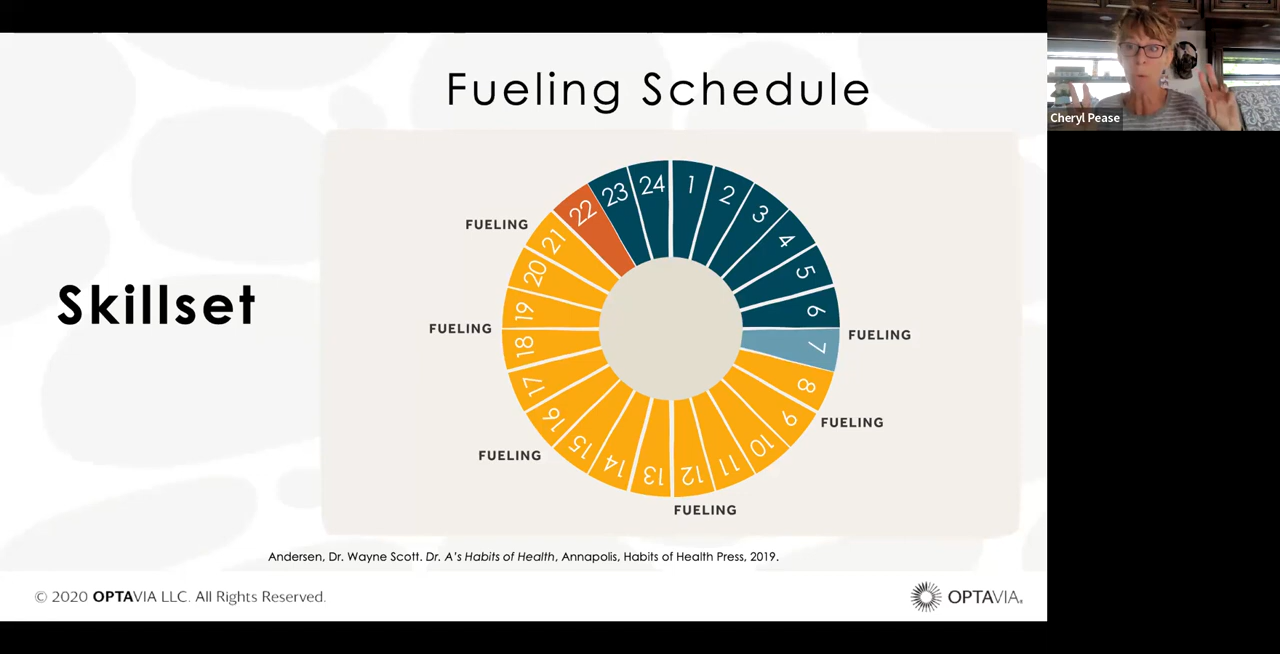 Fueling Schedule
Cheryl Pease
Skillset
24
1
2
3
4
5
6
7
8
9
10
11
12
13
14
15
16
17
18
19
20
21
22
23
FUELING
FUELING
FUELING
FUELING
FUELING
FUELING
Andersen, Dr. Wayne Scott. Dr. A's Habits of Health, Annapolis, Habits of Health Press, 2019.
© 2020 OPTAVIA LLC. All Rights Reserved.
OPTAVIA®